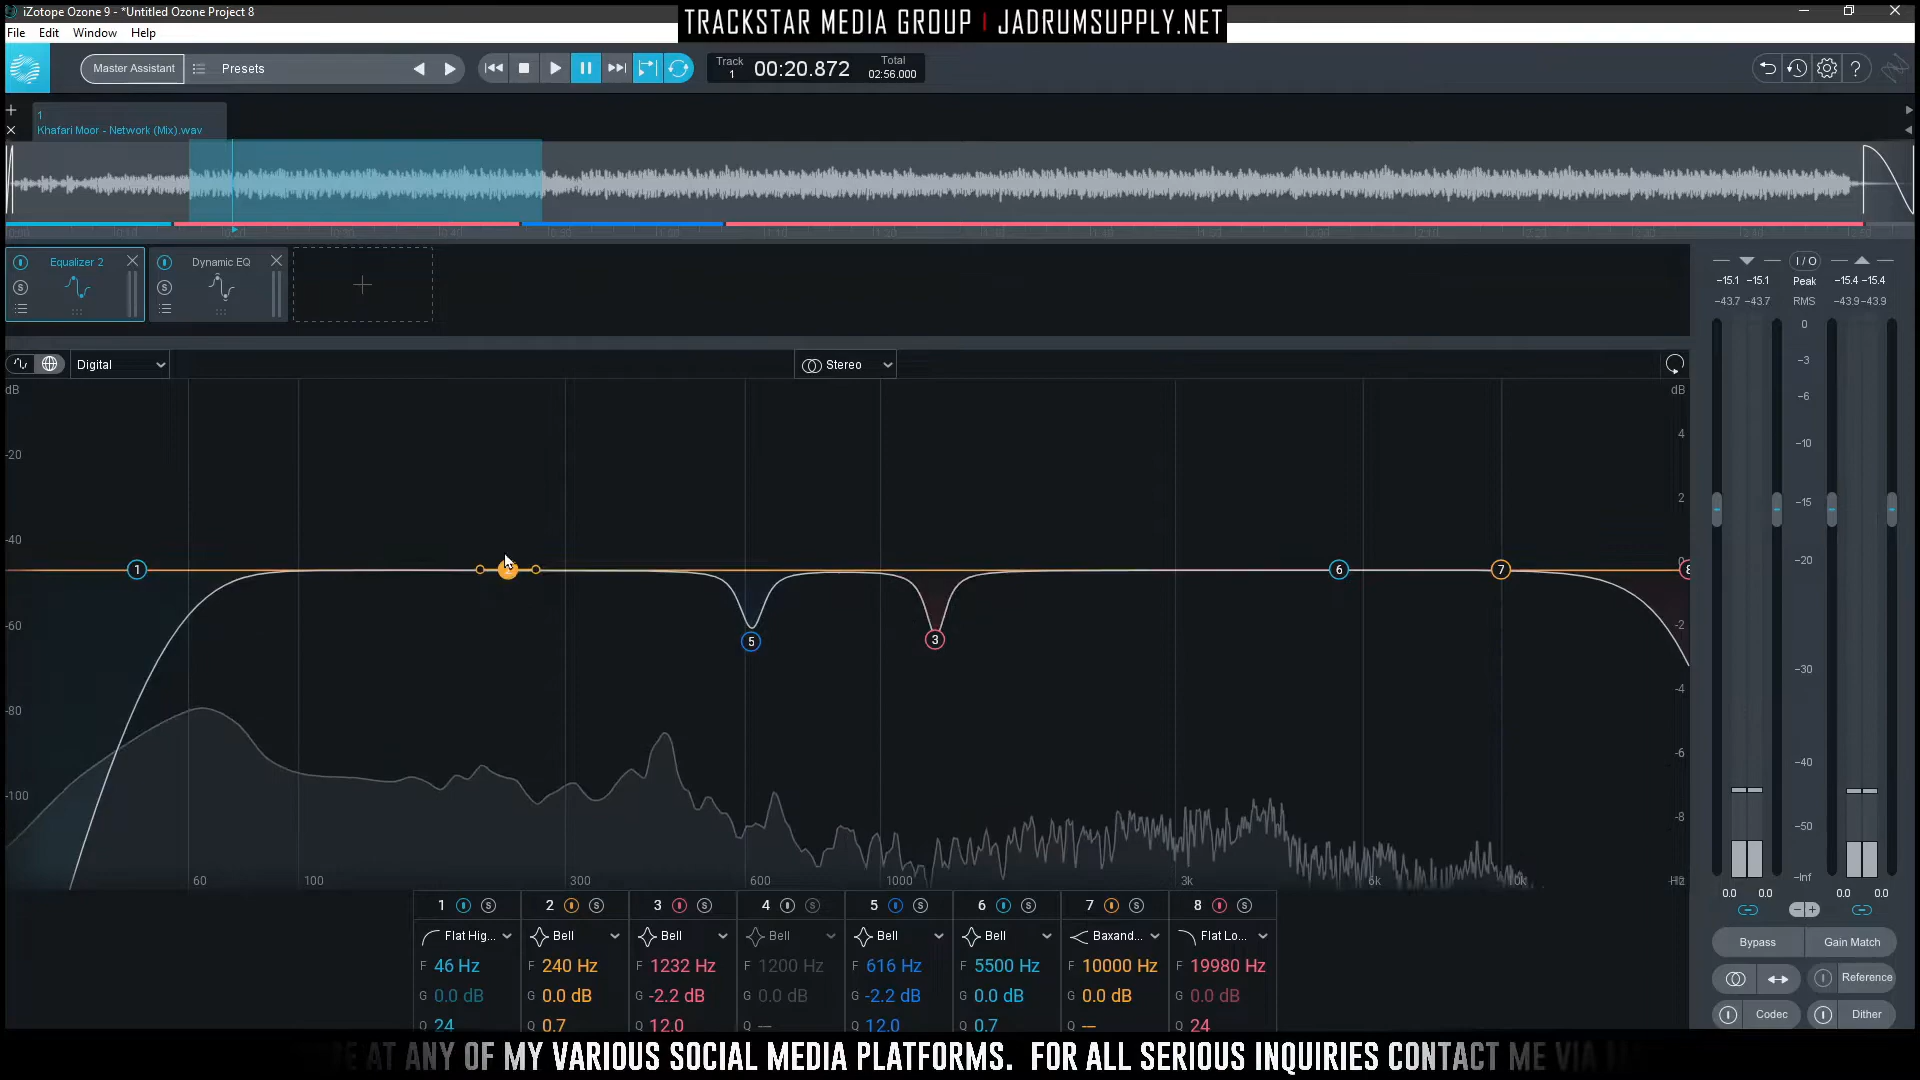 iZotope Ozone 9 - *Untitled Ozone Project 8
TRACKSTAR MEDIA GROUP | JADRUMSUPPLY.NET
File Edit Window Help
Master Assistant Presets Track 1 00:20.872 Total 02:56.000
1
Khafari Moor - Network (Mix).wav
Equalizer 2 Dynamic EQ
S S
I / O
-15.1 -15.1 Peak -15.4 -15.4
-43.7 -43.7 RMS -43.9 -43.9
Digital Stereo
dB dB
-20
-40
-60
-80
-100
4
2
0
-2
-4
-6
-8
0
-3
-6
-10
-15
-20
-30
-40
-50
-Inf
1 5 3 6 7 8
60 100 300 600 1000 3k 6k 10k Hz
0.0 0.0 0.0 0.0
1 S 2 S 3 S 4 S 5 S 6 S 7 S 8 S
Flat Hig... Bell Bell Bell Bell Bell Baxand... Flat Lo...
F 46 Hz F 240 Hz F 1232 Hz F 1200 Hz F 616 Hz F 5500 Hz F 10000 Hz F 19980 Hz
G 0.0 dB G 0.0 dB G -2.2 dB G 0.0 dB G -2.2 dB G 0.0 dB G 0.0 dB G 0.0 dB
Q 24 Q 0.7 Q 12.0 Q --- Q 12.0 Q 0.7 Q --- Q 24
Bypass Gain Match
Reference
Codec Dither
AT ANY OF MY VARIOUS SOCIAL MEDIA PLATFORMS. FOR ALL SERIOUS INQUIRIES CONTACT ME VIA